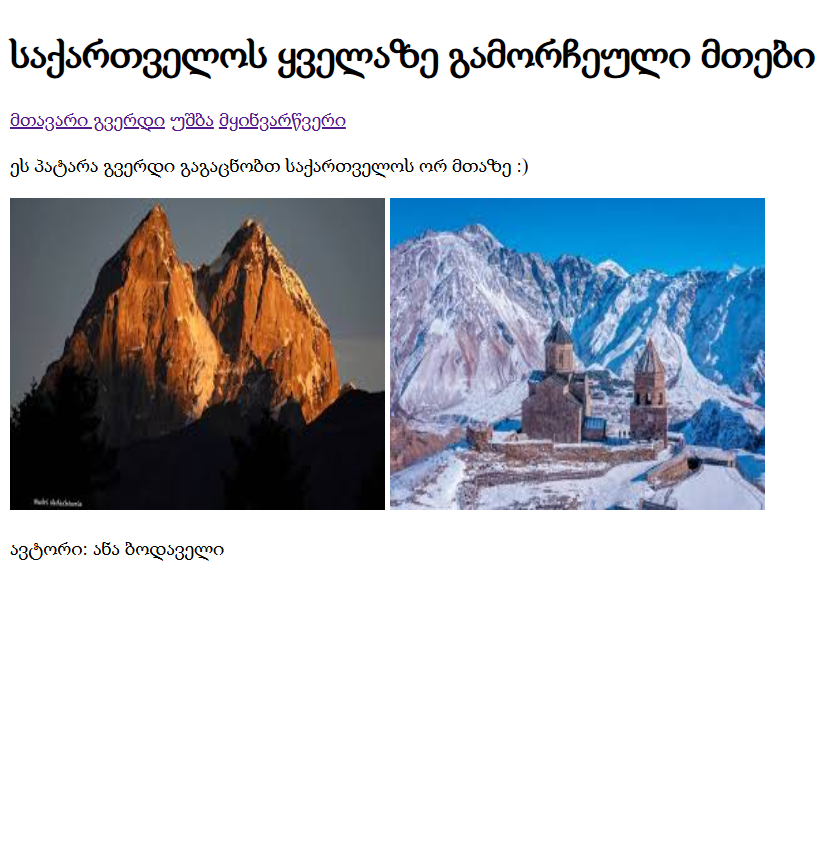 საქართველოს ყველაზე გამორჩეული მთები
მთავარი გვერდი უშბა მყინვარწვერი
ეს პატარა გვერდი გაგაცნობთ საქართველოს ორ მთაზე :)
ავტორი: ანა ბოდაველი